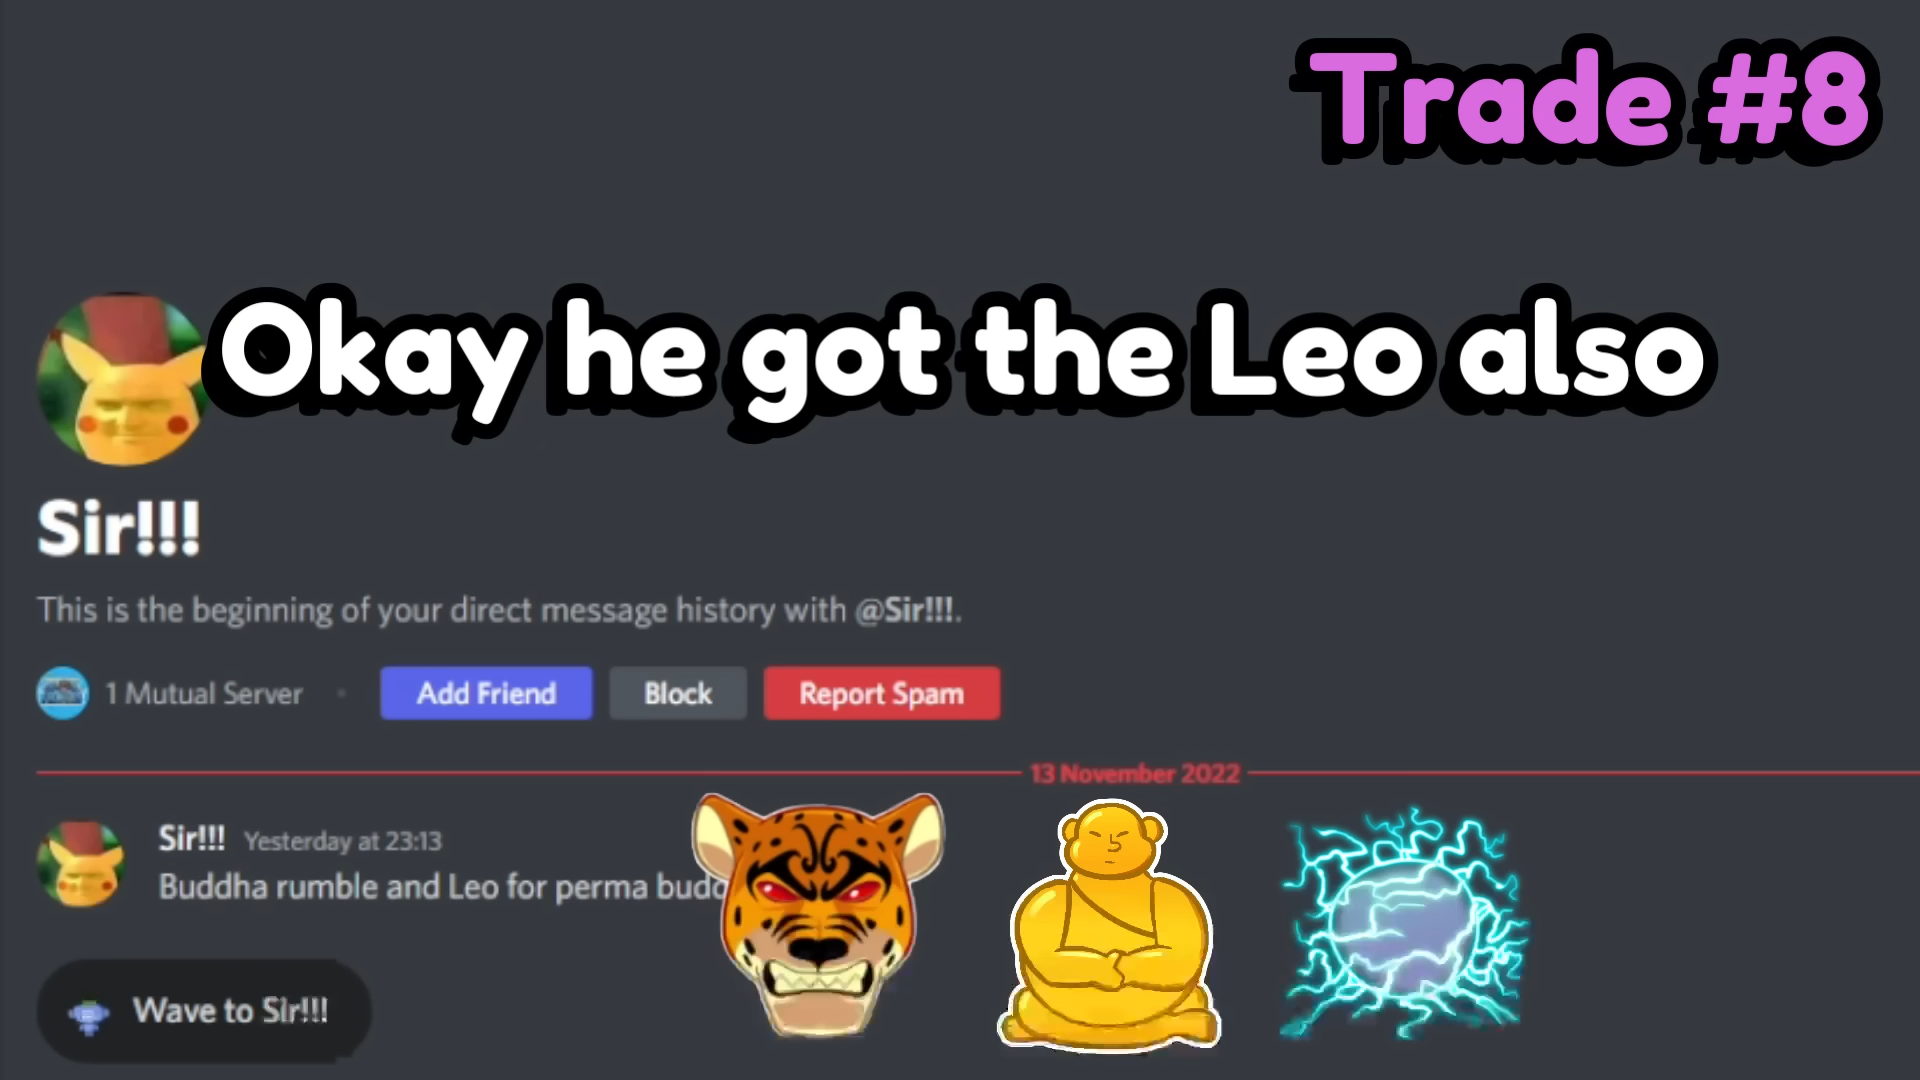 Trade #8
Okay he got the Leo also
Sir!!!
This is the beginning of your direct message history with @Sir!!!.
1 Mutual Server
Add Friend
Block
Report Spam
13 November 2022
Sir!!! Yesterday at 23:13
Buddha rumble and Leo for perma
Wave to Sir!!!